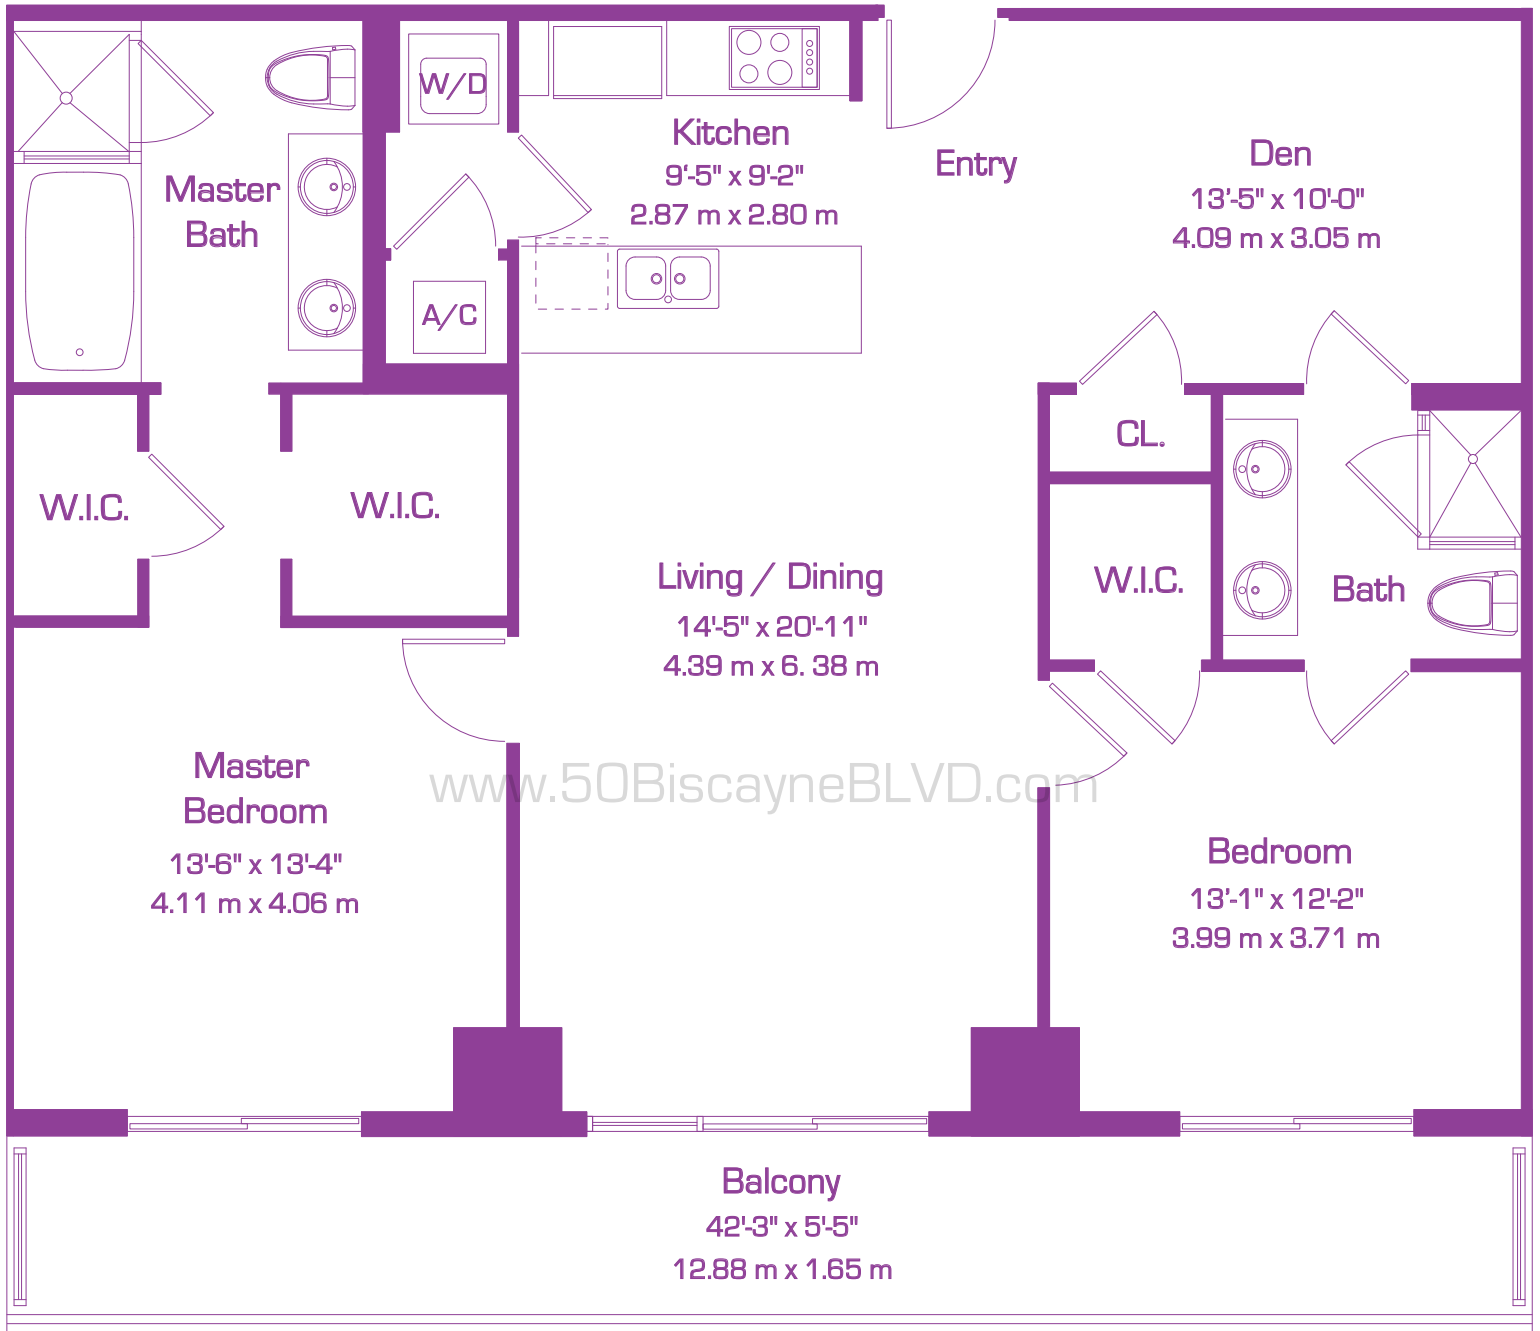 W/D
Kitchen
9'-5" x 9'-2"
2.87 m x 2.80 m
Entry
Den
13'-5" x 10'-0"
4.09 m x 3.05 m
Master
Bath
A/C
CL.
W.I.C.
W.I.C.
W.I.C.
Bath
Living / Dining
14'-5" x 20'-11"
4.39 m x 6. 38 m
Master
Bedroom
13'-6" x 13'-4"
4.11 m x 4.06 m
www.50BiscayneBLVD.com
Bedroom
13'-1" x 12'-2"
3.99 m x 3.71 m
Balcony
42'-3" x 5'-5"
12.88 m x 1.65 m